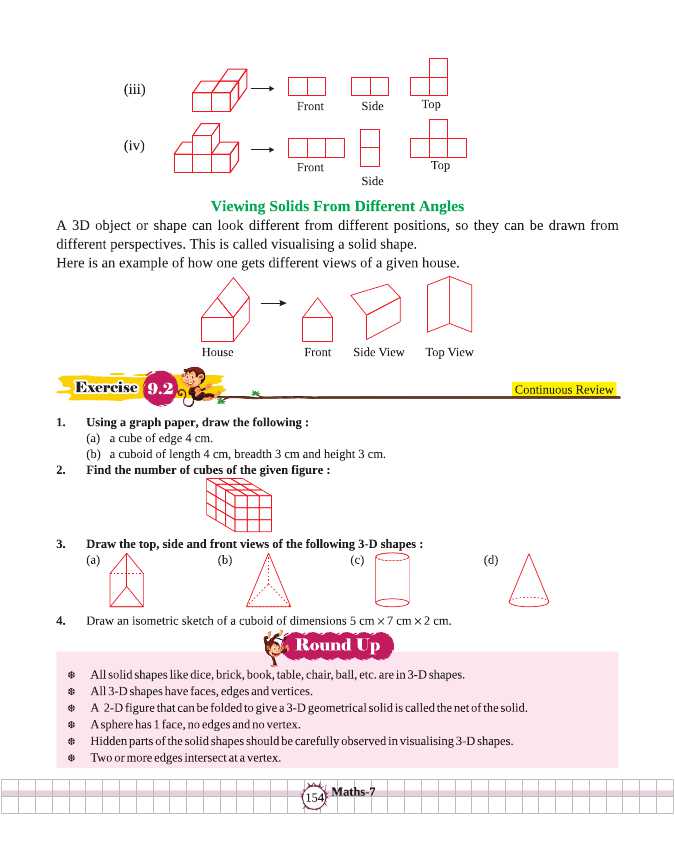 (iii)
Front Side Top
(iv)
Front Side Top
Viewing Solids From Different Angles
A 3D object or shape can look different from different positions, so they can be drawn from
different perspectives. This is called visualising a solid shape.
Here is an example of how one gets different views of a given house.
House Front Side View Top View
Exercise 9.2
Continuous Review
1. Using a graph paper, draw the following :
(a) a cube of edge 4 cm.
(b) a cuboid of length 4 cm, breadth 3 cm and height 3 cm.
2. Find the number of cubes of the given figure :
3. Draw the top, side and front views of the following 3-D shapes :
(a) (b) (c) (d)
4. Draw an isometric sketch of a cuboid of dimensions 5 cm × 7 cm × 2 cm.
Round Up
❆ All solid shapes like dice, brick, book, table, chair, ball, etc. are in 3-D shapes.
❆ All 3-D shapes have faces, edges and vertices.
❆ A 2-D figure that can be folded to give a 3-D geometrical solid is called the net of the solid.
❆ A sphere has 1 face, no edges and no vertex.
❆ Hidden parts of the solid shapes should be carefully observed in visualising 3-D shapes.
❆ Two or more edges intersect at a vertex.
154 Maths-7